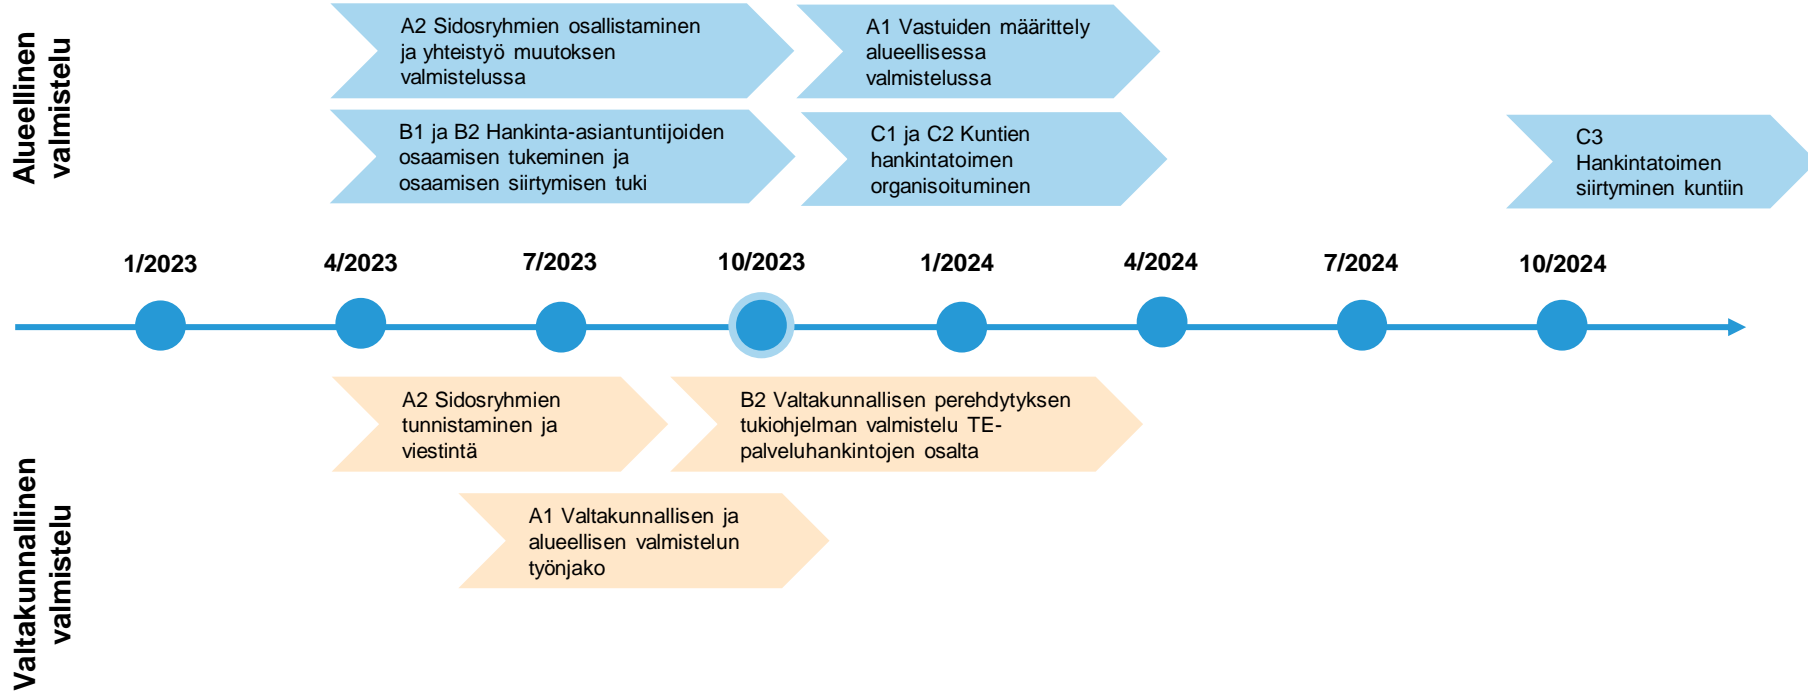 Alueellinen
valmistelu
A2 Sidosryhmien osallistaminen
ja yhteistyö muutoksen
valmistelussa
A1 Vastuiden määrittely
alueellisessa
valmistelussa
B1 ja B2 Hankinta-asiantuntijoiden
osaamisen tukeminen ja
osaamisen siirtymisen tuki
C1 ja C2 Kuntien
hankintatoimen
organisoituminen
C3
Hankintatoimen
siirtyminen kuntiin
1/2023
4/2023
7/2023
10/2023
1/2024
4/2024
7/2024
10/2024
Valtakunnallinen
valmistelu
A2 Sidosryhmien
tunnistaminen ja
viestintä
B2 Valtakunnallisen perehdytyksen
tukiohjelman valmistelu TE-
palveluhankintojen osalta
A1 Valtakunnallisen ja
alueellisen valmistelun
työnjako